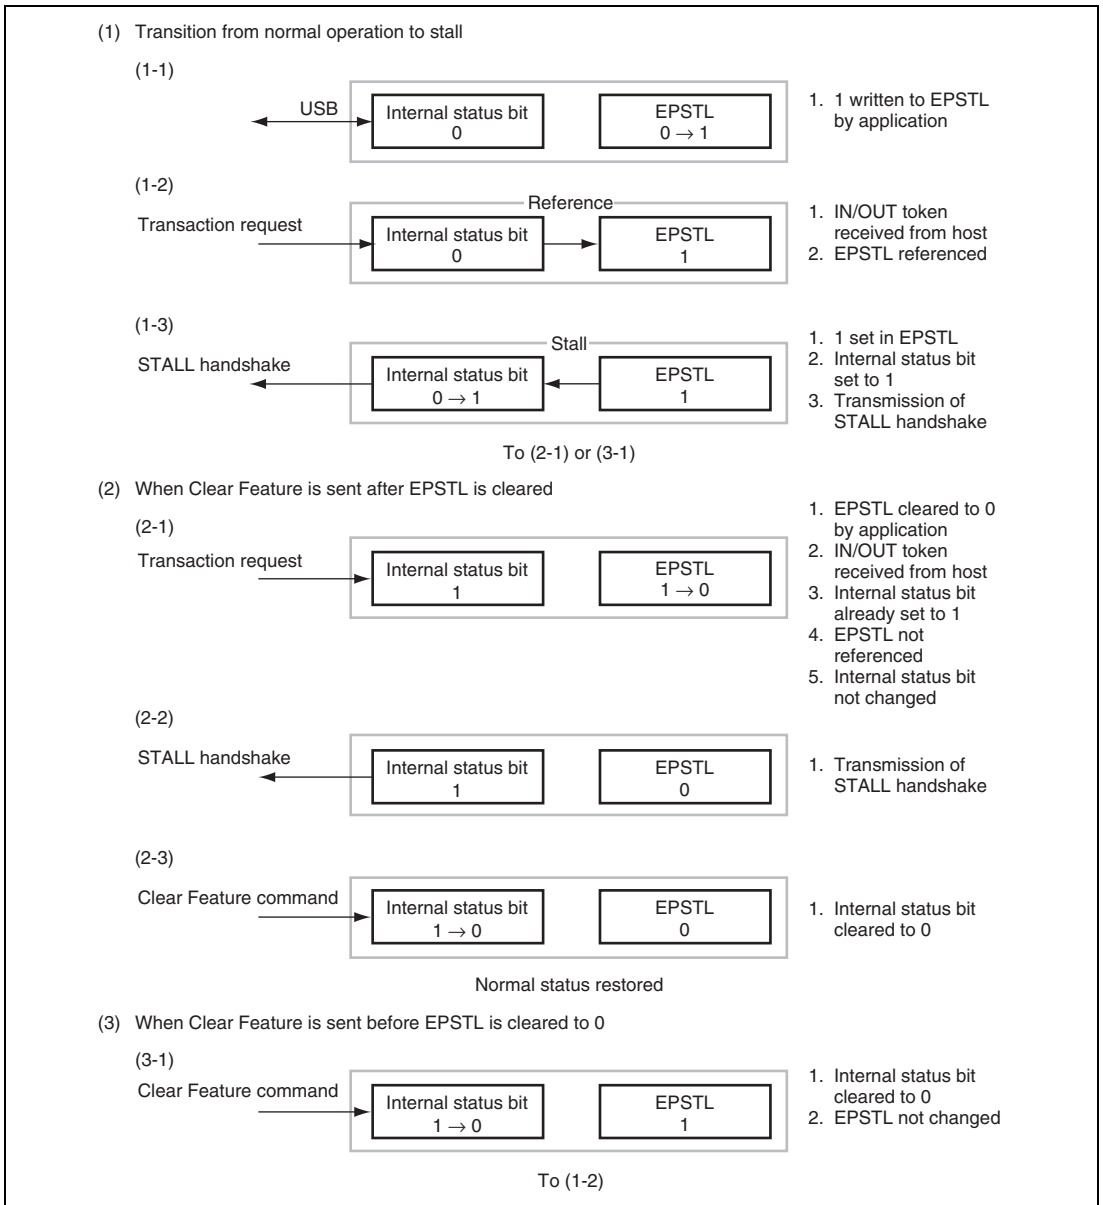 (1) Transition from normal operation to stall
(1-1)
USB
Internal status bit
0
EPSTL
0 → 1
1. 1 written to EPSTL
by application
(1-2)
Transaction request
Reference
Internal status bit
0
EPSTL
1
1. IN/OUT token
received from host
2. EPSTL referenced
(1-3)
STALL handshake
Stall
Internal status bit
0 → 1
EPSTL
1
1. 1 set in EPSTL
2. Internal status bit
set to 1
3. Transmission of
STALL handshake
To (2-1) or (3-1)
(2) When Clear Feature is sent after EPSTL is cleared
(2-1)
Transaction request
Internal status bit
1
EPSTL
1 → 0
1. EPSTL cleared to 0
by application
2. IN/OUT token
received from host
3. Internal status bit
already set to 1
4. EPSTL not
referenced
5. Internal status bit
not changed
(2-2)
STALL handshake
Internal status bit
1
EPSTL
0
1. Transmission of
STALL handshake
(2-3)
Clear Feature command
Internal status bit
1 → 0
EPSTL
0
1. Internal status bit
cleared to 0
Normal status restored
(3) When Clear Feature is sent before EPSTL is cleared to 0
(3-1)
Clear Feature command
Internal status bit
1 → 0
EPSTL
1
1. Internal status bit
cleared to 0
2. EPSTL not changed
To (1-2)